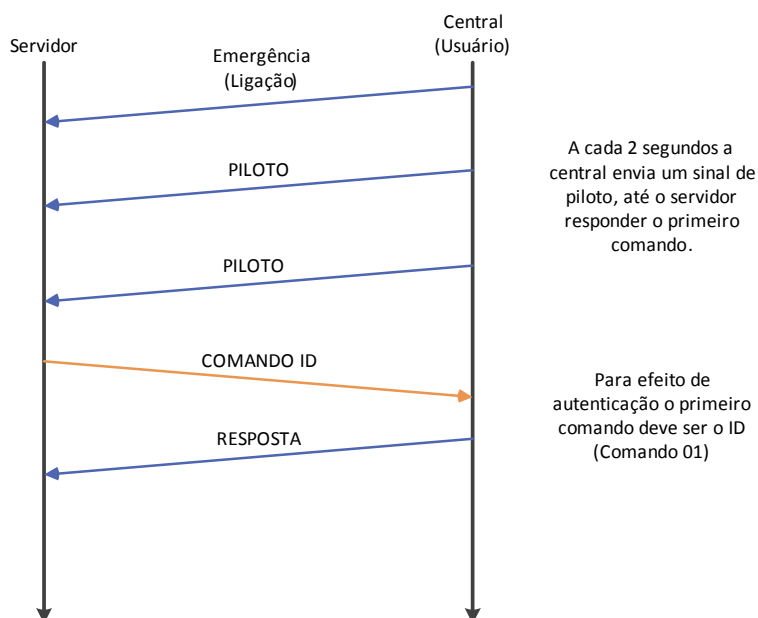 Servidor
Central
(Usuário)
Emergência
(Ligação)
PILOTO
A cada 2 segundos a
central envia um sinal de
piloto, até o servidor
responder o primeiro
comando.
PILOTO
COMANDO ID
Para efeito de
autenticação o primeiro
comando deve ser o ID
(Comando 01)
RESPOSTA